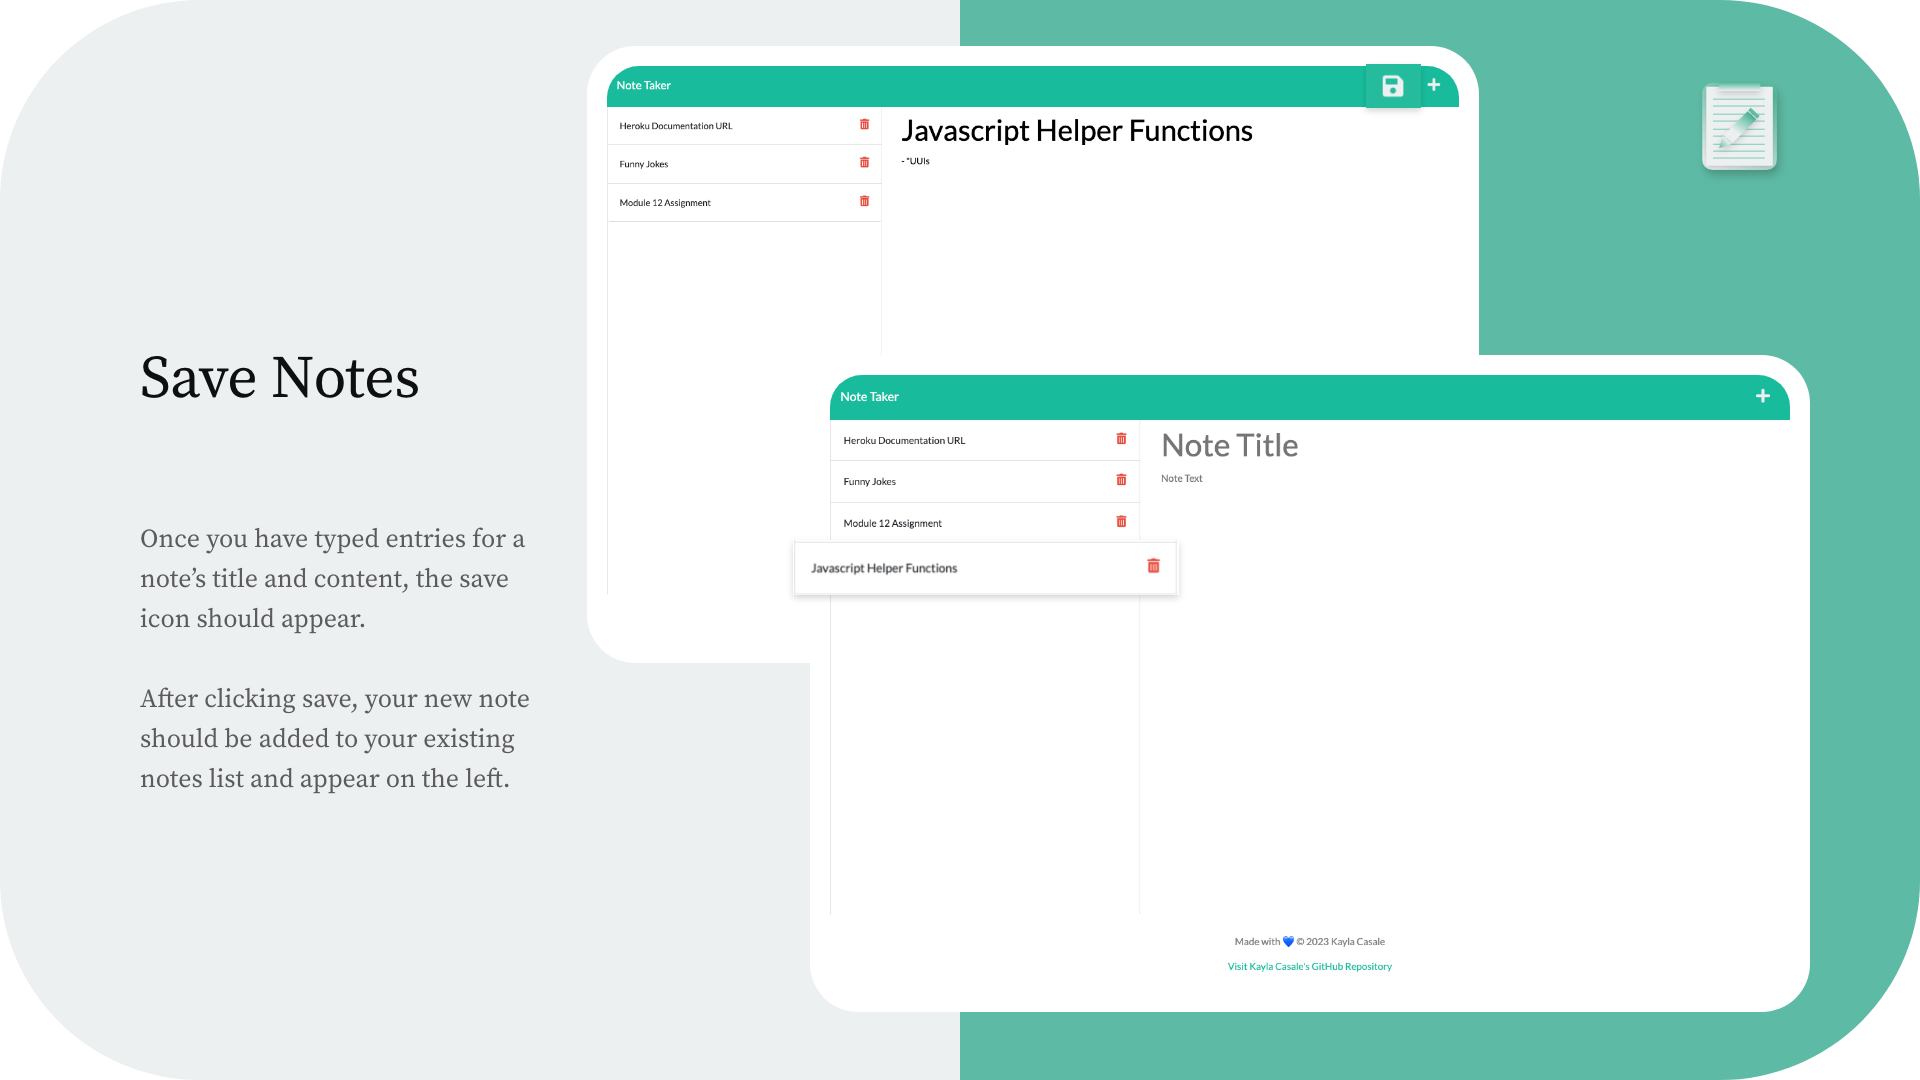 Save Notes
Once you have typed entries for a
note’s title and content, the save
icon should appear.
After clicking save, your new note
should be added to your existing
notes list and appear on the left.
Note Taker
Heroku Documentation URL
Funny Jokes
Module 12 Assignment
Javascript Helper Functions
- "UUIs
Note Taker
Heroku Documentation URL
Funny Jokes
Module 12 Assignment
Javascript Helper Functions
Note Title
Note Text
Made with 💙 © 2023 Kayla Casale
Visit Kayla Casale's GitHub Repository